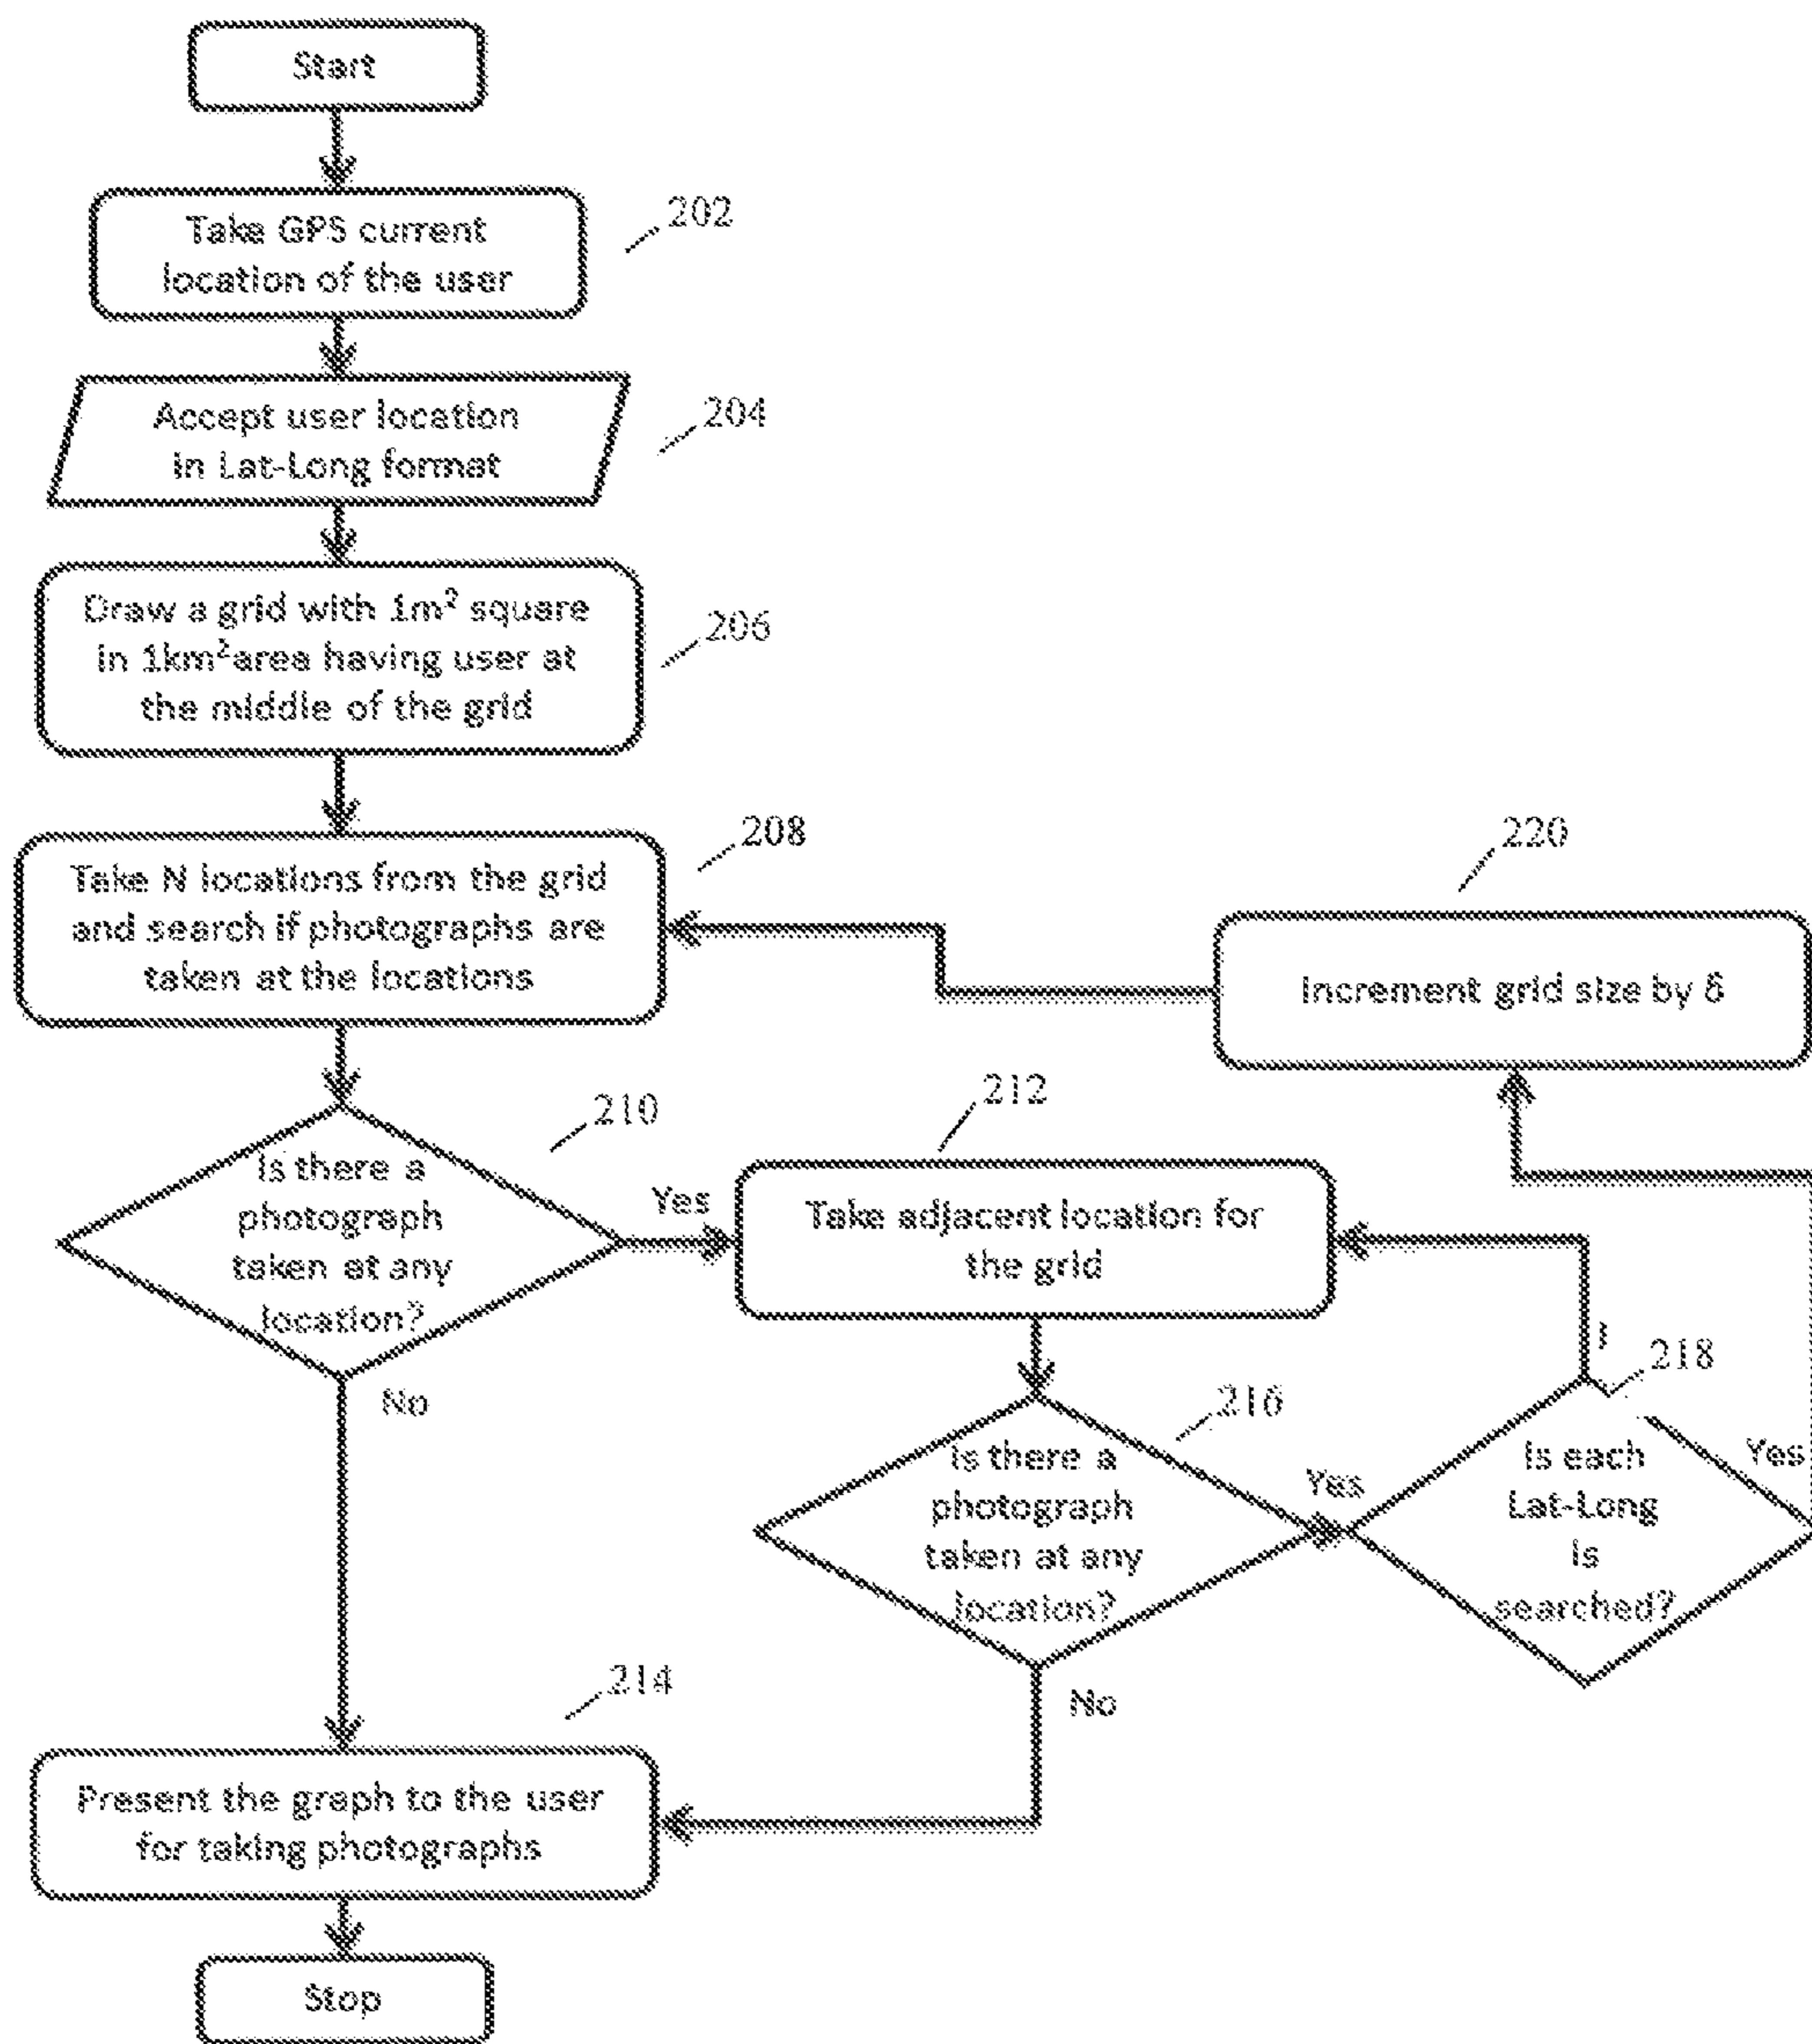 Start
Take GPS current
location of the user
202
Accept user location
in Lat-Long format
204
Draw a grid with 1m² square
in 1km² area having user at
the middle of the grid
206
Take N locations from the grid
and search if photographs are
taken at the locations
208
Increment grid size by δ
220
Is there a
photograph
taken at any
location?
210
Yes
No
Take adjacent location for
the grid
212
Is there a
photograph
taken at any
location?
216
Yes
No
Is each
Lat-Long
is
searched?
218
Yes
Present the graph to the user
for taking photographs
214
Stop